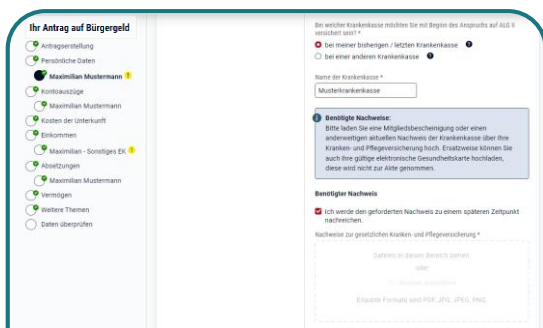 Ihr Antrag auf Bürgergeld
Antragserstellung
Persönliche Daten
Maximilian Mustermann
Kontoauszüge
Maximilian Mustermann
Kosten der Unterkunft
Einkommen
Maximilian - Sonstiges EK
Absetzungen
Maximilian Mustermann
Vermögen
Weitere Themen
Daten überprüfen
Bei welcher Krankenkasse möchten Sie mit Beginn des Anspruchs auf ALG II
versichert sein? *
bei meiner bisherigen / letzten Krankenkasse
bei einer anderen Krankenkasse
Name der Krankenkasse *
Musterkrankenkasse
Benötigte Nachweise:
Bitte laden Sie eine Mitgliedsbescheinigung oder einen
anderweitigen aktuellen Nachweis der Krankenkasse über Ihre
Kranken- und Pflegeversicherung hoch. Ersatzweise können Sie
auch Ihre gültige elektronische Gesundheitskarte hochladen,
diese wird nicht zur Akte genommen.
Benötigter Nachweis
Ich werde den geforderten Nachweis zu einem späteren Zeitpunkt
nachreichen.
Nachweise zur gesetzlichen Kranken- und Pflegeversicherung *
Dateien in diesen Bereich ziehen
oder
Erlaubte Formate sind PDF, JPG, JPEG, PNG.